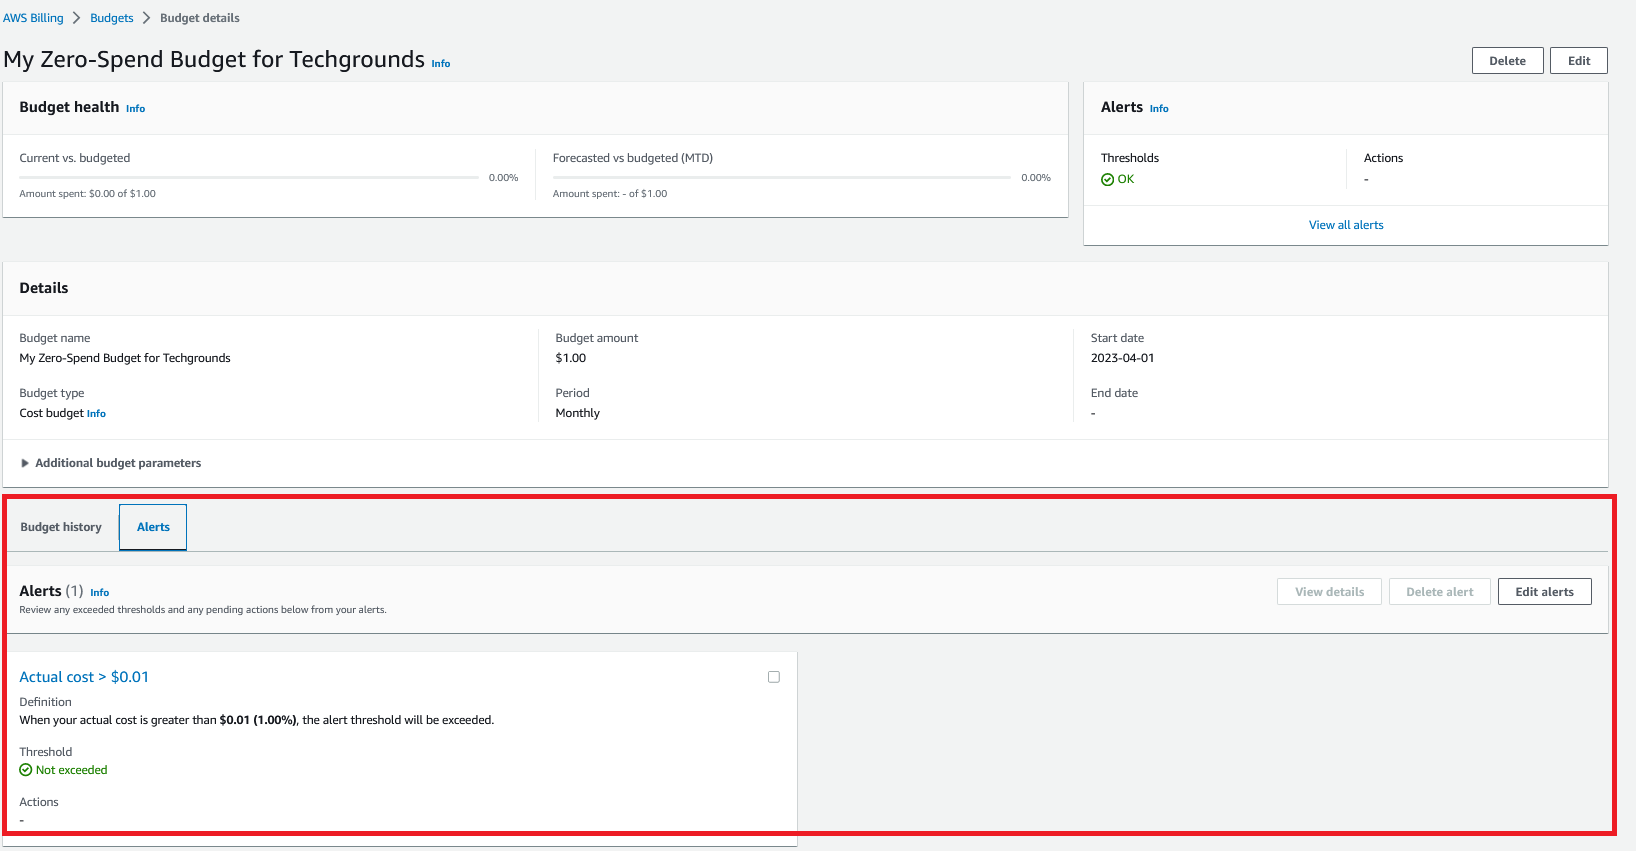 AWS Billing > Budgets > Budget details
My Zero-Spend Budget for Techgrounds Info
Delete
Edit
Budget health Info
Current vs. budgeted
0.00%
Amount spent: $0.00 of $1.00
Forecasted vs budgeted (MTD)
0.00%
Amount spent: - of $1.00
Alerts Info
Thresholds
OK
Actions
-
View all alerts
Details
Budget name
My Zero-Spend Budget for Techgrounds
Budget type
Cost budget Info
Budget amount
$1.00
Period
Monthly
Start date
2023-04-01
End date
-
Additional budget parameters
Budget history
Alerts
Alerts (1) Info
Review any exceeded thresholds and any pending actions below from your alerts.
View details
Delete alert
Edit alerts
Actual cost > $0.01
Definition
When your actual cost is greater than $0.01 (1.00%), the alert threshold will be exceeded.
Threshold
Not exceeded
Actions
-